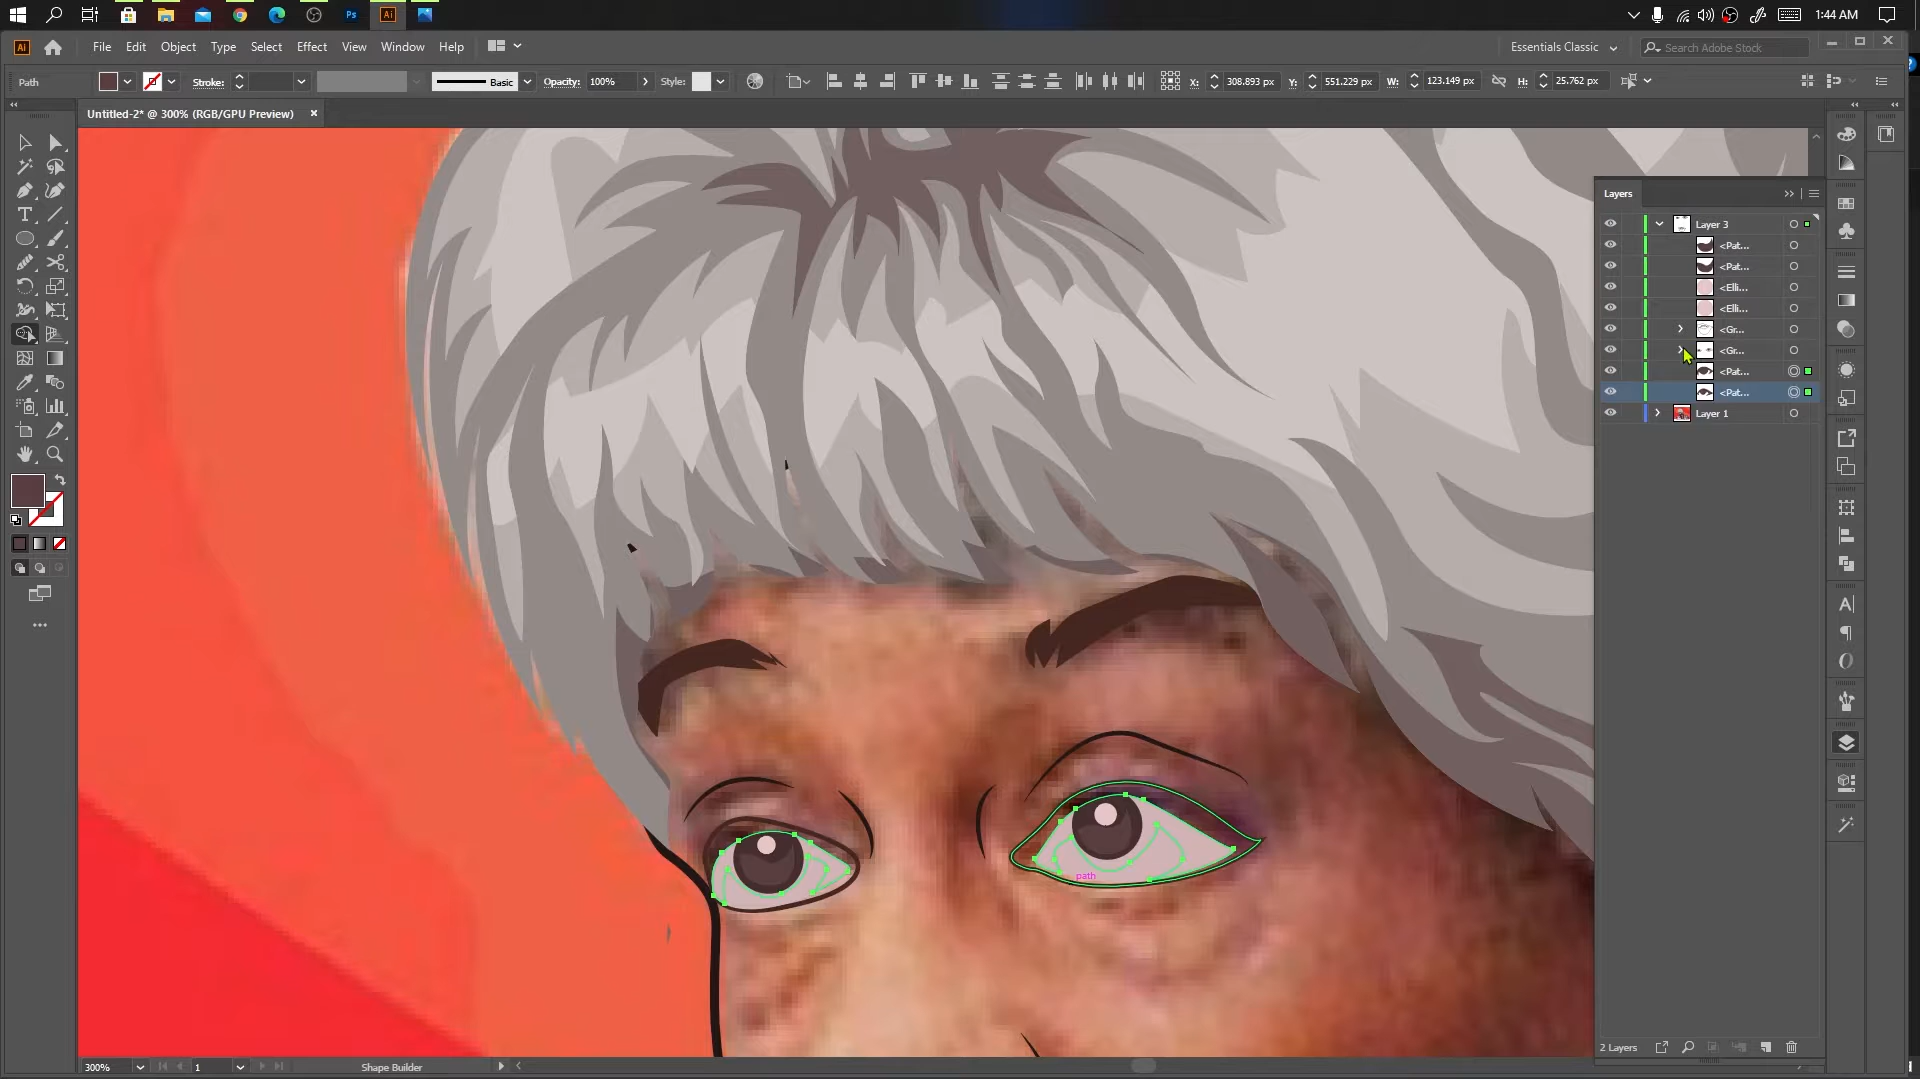 1:44 AM
Ai File Edit Object Type Select Effect View Window Help
Essentials Classic
Search Adobe Stock
Path Stroke: Basic Opacity: 100% Style: X: 308.893 px Y: 551.229 px W: 123.149 px H: 25.762 px
Untitled-2* @ 300% (RGB/GPU Preview)
Layers
Layer 3
<Pat...
<Pat...
<Elli...
<Elli...
<Gr...
<Gr...
<Pat...
<Pat...
Layer 1
path
2 Layers
300% 1 Shape Builder